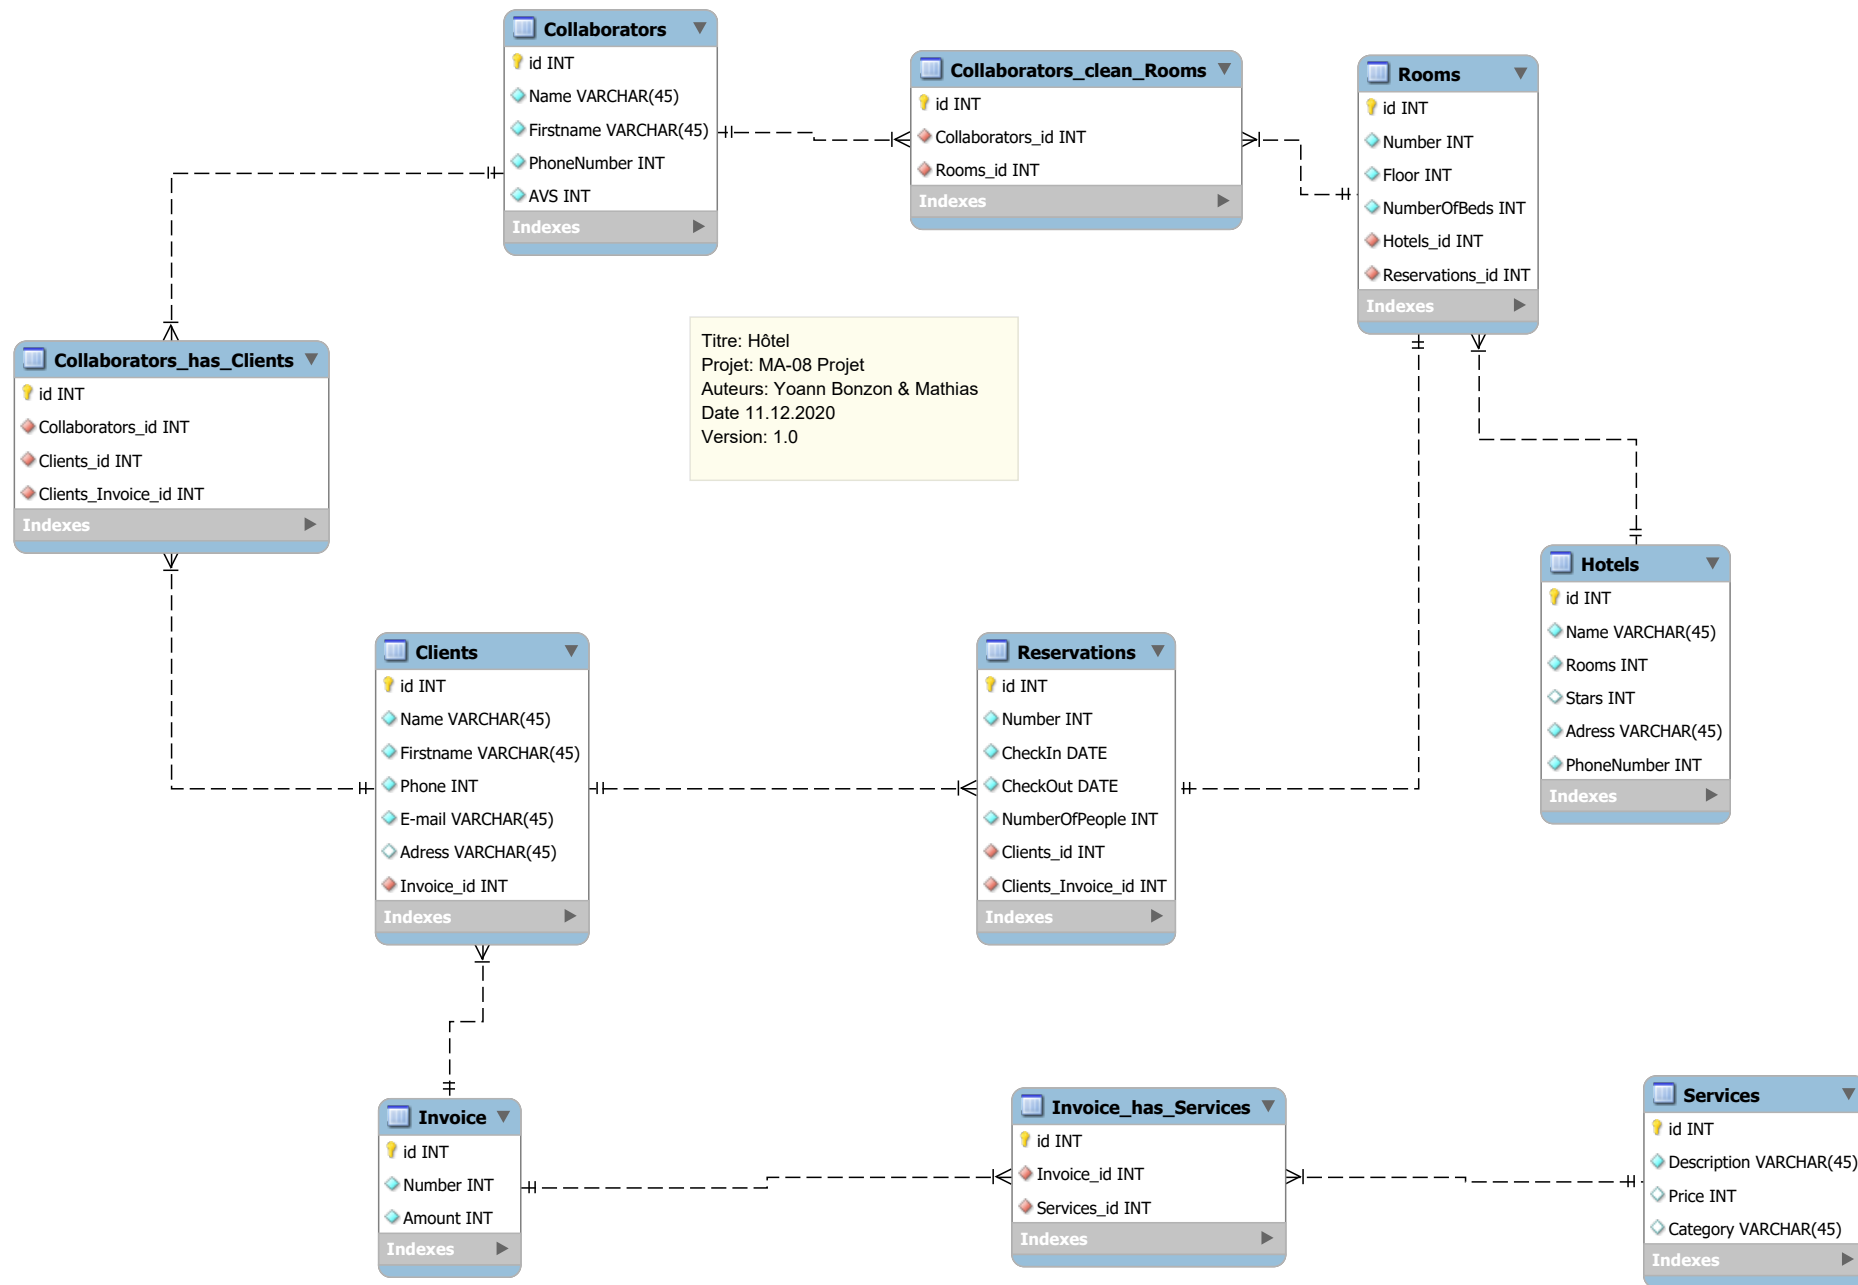 Collaborators
id INT
Name VARCHAR(45)
Firstname VARCHAR(45)
PhoneNumber INT
AVS INT
Indexes
Collaborators_clean_Rooms
id INT
Collaborators_id INT
Rooms_id INT
Indexes
Rooms
id INT
Number INT
Floor INT
NumberOfBeds INT
Hotels_id INT
Reservations_id INT
Indexes
Titre: Hôtel
Projet: MA-08 Projet
Auteurs: Yoann Bonzon & Mathias
Date 11.12.2020
Version: 1.0
Collaborators_has_Clients
id INT
Collaborators_id INT
Clients_id INT
Clients_Invoice_id INT
Indexes
Hotels
id INT
Name VARCHAR(45)
Rooms INT
Stars INT
Adress VARCHAR(45)
PhoneNumber INT
Indexes
Clients
id INT
Name VARCHAR(45)
Firstname VARCHAR(45)
Phone INT
E-mail VARCHAR(45)
Adress VARCHAR(45)
Invoice_id INT
Indexes
Reservations
id INT
Number INT
CheckIn DATE
CheckOut DATE
NumberOfPeople INT
Clients_id INT
Clients_Invoice_id INT
Indexes
Invoice
id INT
Number INT
Amount INT
Indexes
Invoice_has_Services
id INT
Invoice_id INT
Services_id INT
Indexes
Services
id INT
Description VARCHAR(45)
Price INT
Category VARCHAR(45)
Indexes